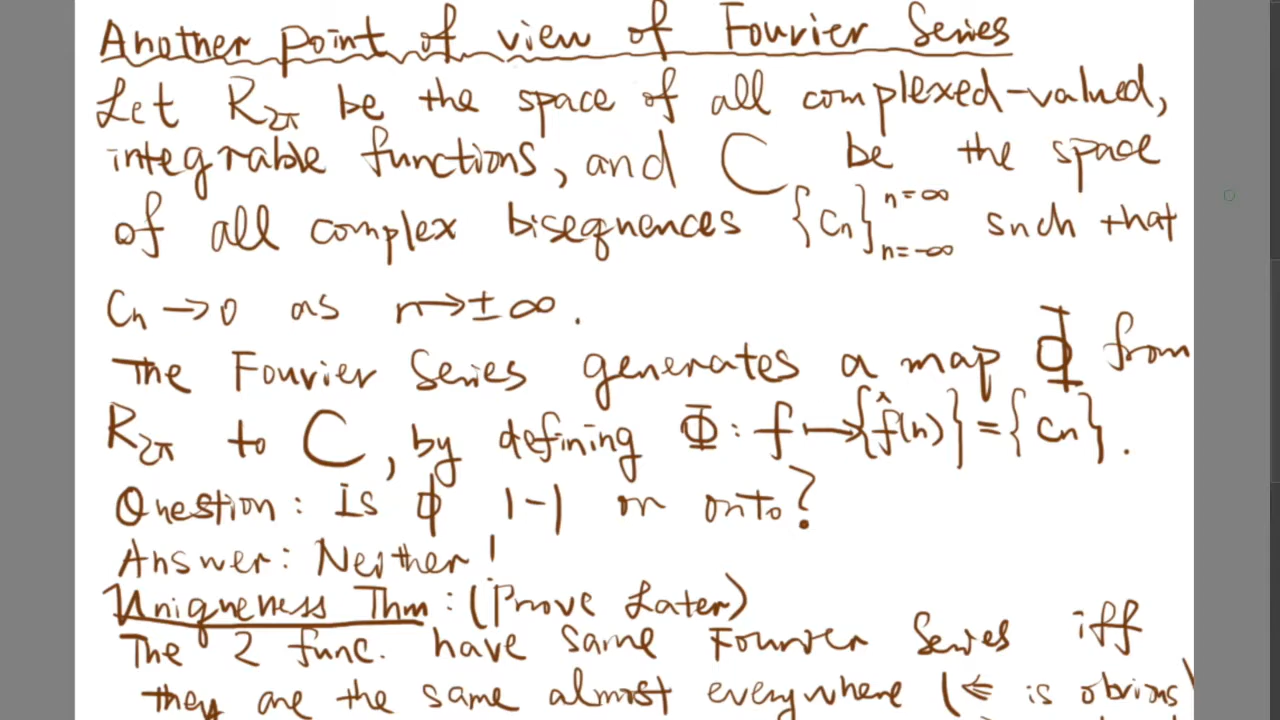 Another point of view of Fourier Series
Let R₂π be the space of all complexed-valued,
integrable functions, and C be the space
of all complex bisequences {Cn}ₙ₌₋∞ⁿ⁼∞ such that
Cn → 0 as n → ± ∞.
The Fourier Series generates a map Φ from
R₂π to C, by defining Φ: f ↦ {f̂(n)} = {Cn}.
Question: Is Φ 1-1 or onto?
Answer: Neither!
Uniqueness Thm: (Prove Later)
The 2 func. have same Fourier Series iff
they are the same almost everywhere (⇐ is obvious)